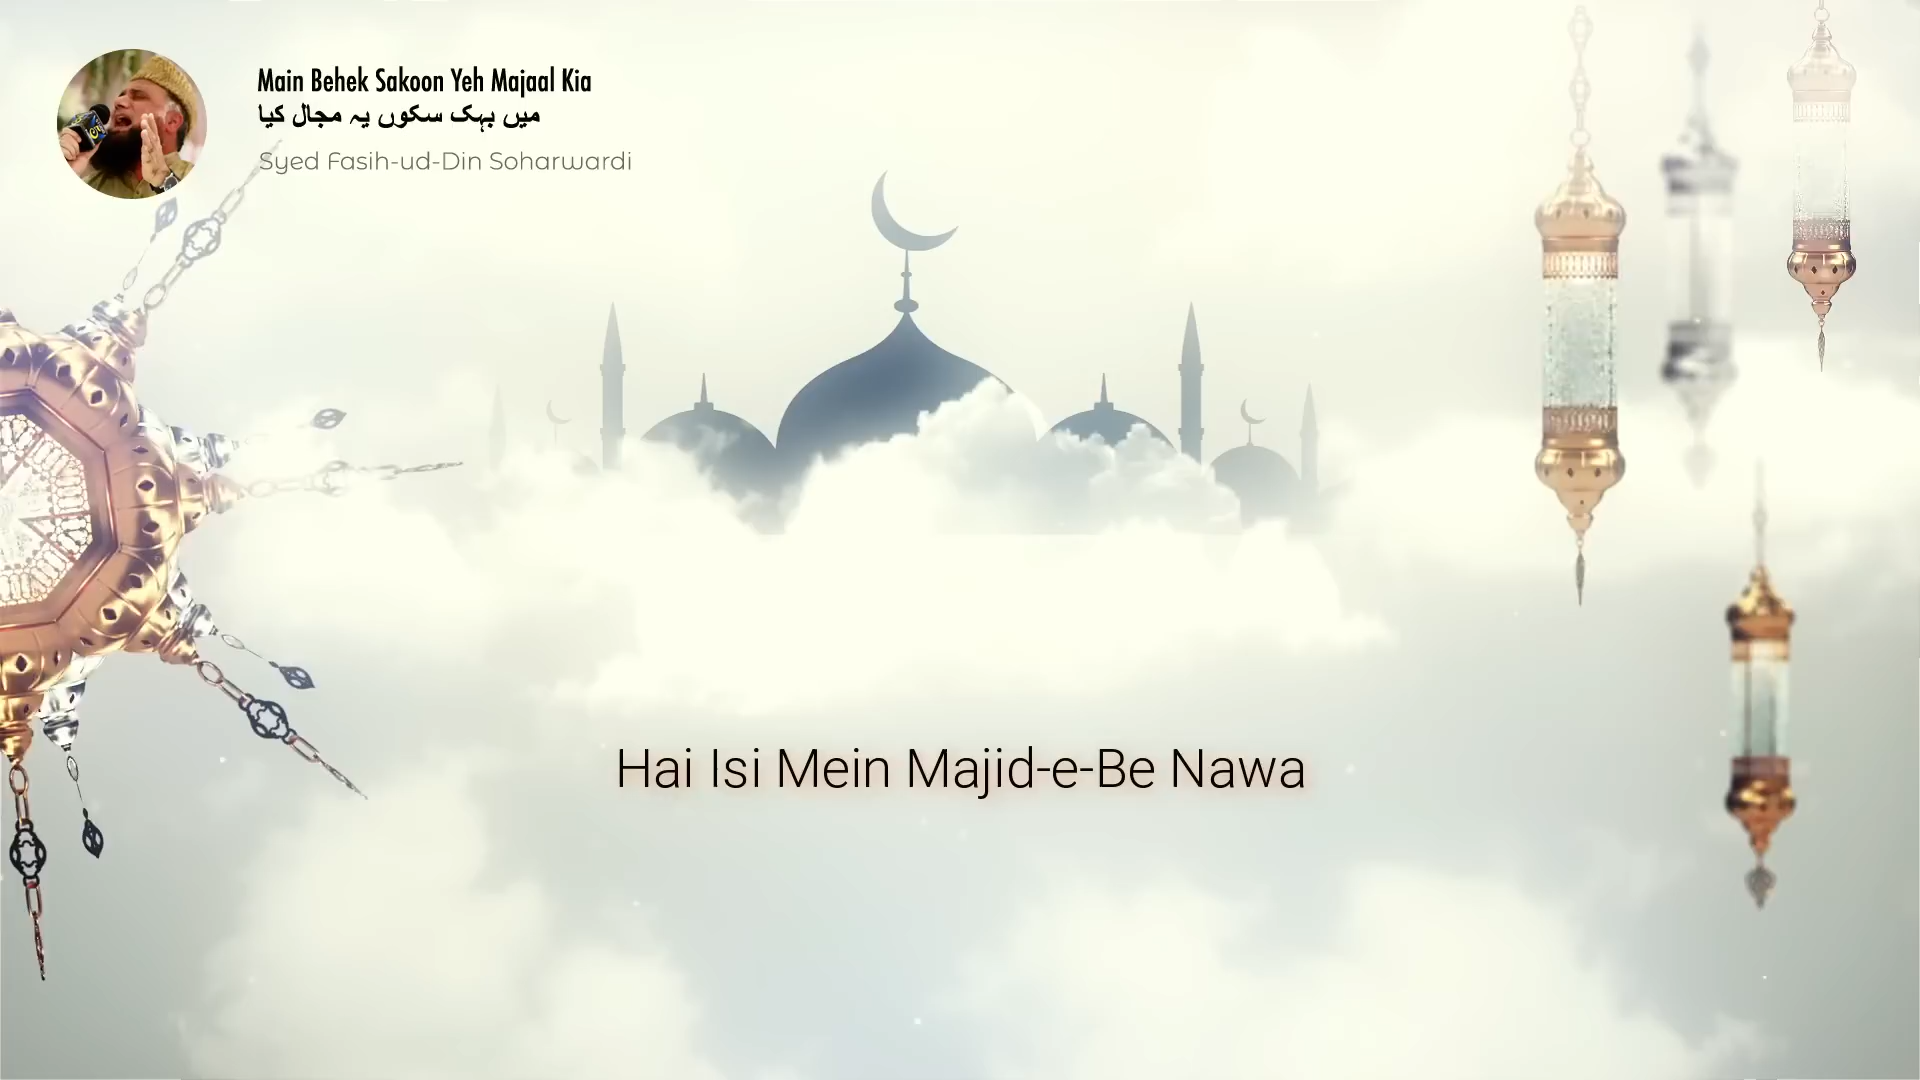 Main Behek Sakoon Yeh Majaal Kia
میں بہک سکوں یہ مجال کیا
Syed Fasih-ud-Din Soharwardi
Hai Isi Mein Majid-e-Be Nawa